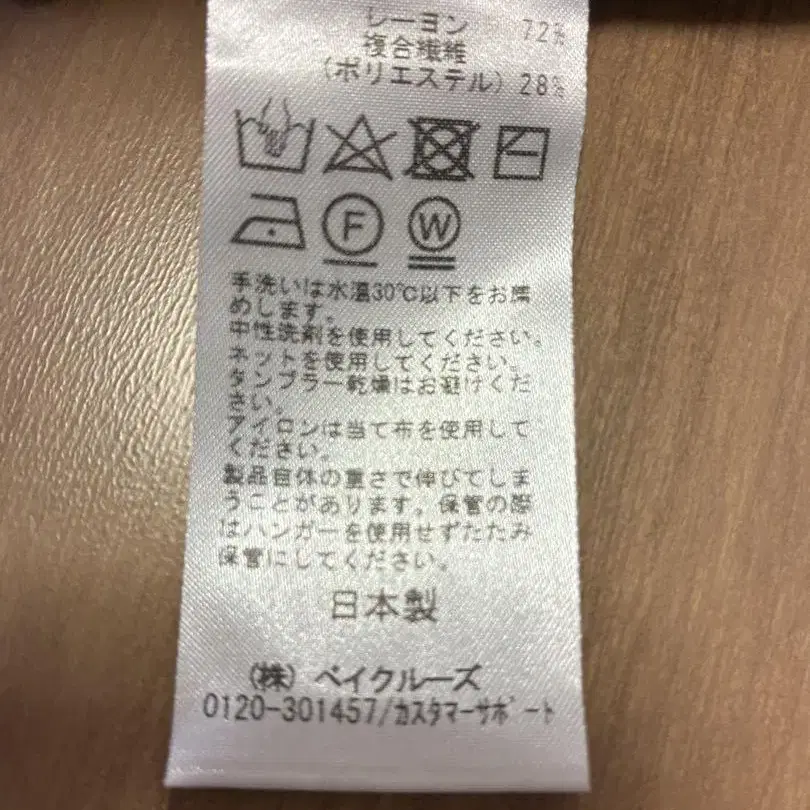 レーヨン 72%
複合繊維
(ポリエステル) 28%
F W
手洗いは水温30℃以下をお薦
めします。
中性洗剤を使用してください。
ネットを使用してください。
タンブラー乾燥はお避けくだ
さい。
アイロンは当て布を使用して
ください。
製品自体の重さで伸びてしま
うことがあります。保管の際
はハンガーを使用せずたたみ
保管にしてください。
日本製
(株) ベイクルーズ
0120-301457/カスタマーサポート